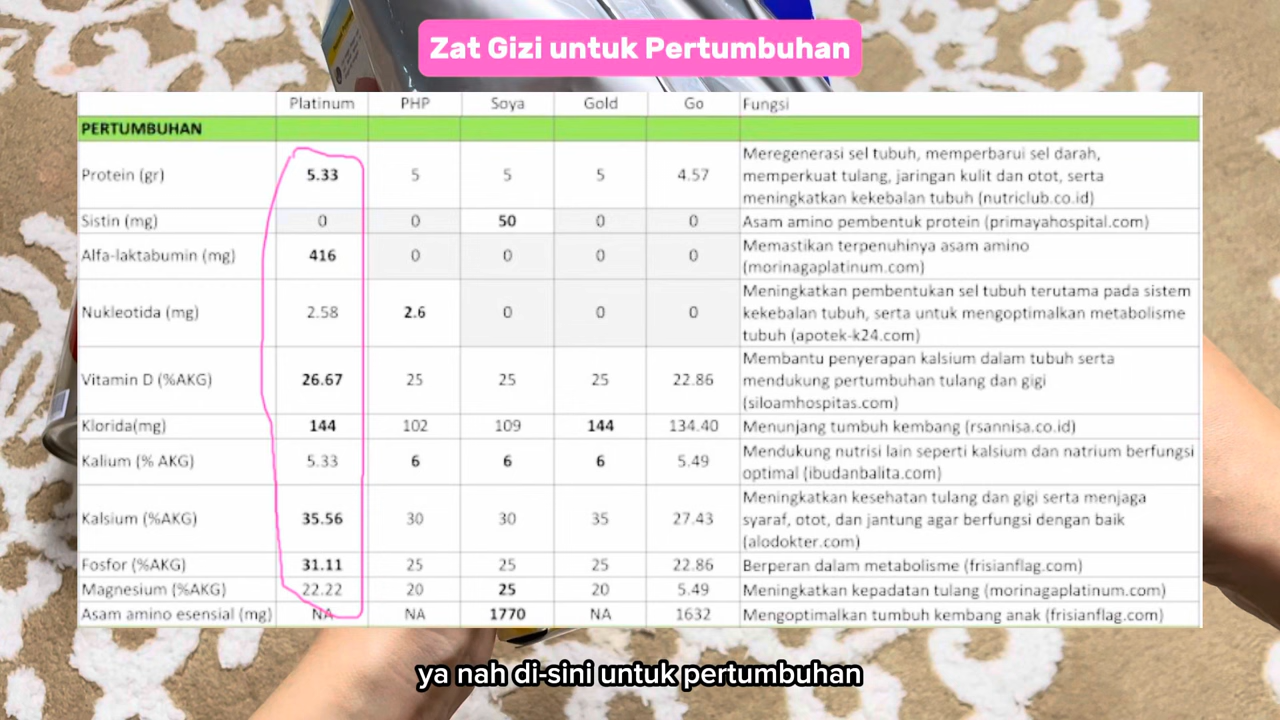 Zat Gizi untuk Pertumbuhan
Platinum PHP Soya Gold Go Fungsi
PERTUMBUHAN
Protein (gr) 5.33 5 5 5 4.57 Meregenerasi sel tubuh, memperbarui sel darah,
memperkuat tulang, jaringan kulit dan otot, serta
meningkatkan kekebalan tubuh (nutriclub.co.id)
Sistin (mg) 0 0 50 0 0 Asam amino pembentuk protein (primayahospital.com)
Alfa-laktabumin (mg) 416 0 0 0 0 Memastikan terpenuhinya asam amino
(morinagaplatinum.com)
Nukleotida (mg) 2.58 2.6 0 0 0 Meningkatkan pembentukan sel tubuh terutama pada sistem
kekebalan tubuh, serta untuk mengoptimalkan metabolisme
tubuh (apotek-k24.com)
Vitamin D (%AKG) 26.67 25 25 25 22.86 Membantu penyerapan kalsium dalam tubuh serta
mendukung pertumbuhan tulang dan gigi
(siloamhospitas.com)
Klorida(mg) 144 102 109 144 134.40 Menunjang tumbuh kembang (rsannisa.co.id)
Kalium (% AKG) 5.33 6 6 6 5.49 Mendukung nutrisi lain seperti kalsium dan natrium berfungsi
optimal (ibudanbalita.com)
Kalsium (%AKG) 35.56 30 30 35 27.43 Meningkatkan kesehatan tulang dan gigi serta menjaga
syaraf, otot, dan jantung agar berfungsi dengan baik
(alodokter.com)
Fosfor (%AKG) 31.11 25 25 25 22.86 Berperan dalam metabolisme (frisianflag.com)
Magnesium (%AKG) 22.22 20 25 20 5.49 Meningkatkan kepadatan tulang (morinagaplatinum.com)
Asam amino esensial (mg) NA NA 1770 NA 1632 Mengoptimalkan tumbuh kembang anak (frisianflag.com)
ya nah di-sini untuk pertumbuhan